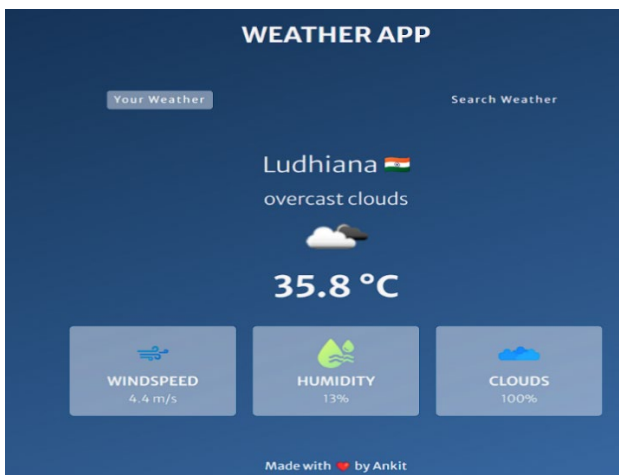 WEATHER APP
Your Weather
Search Weather
Ludhiana
overcast clouds
35.8 °C
WINDSPEED
4.4 m/s
HUMIDITY
13%
CLOUDS
100%
Made with ❤️ by Ankit